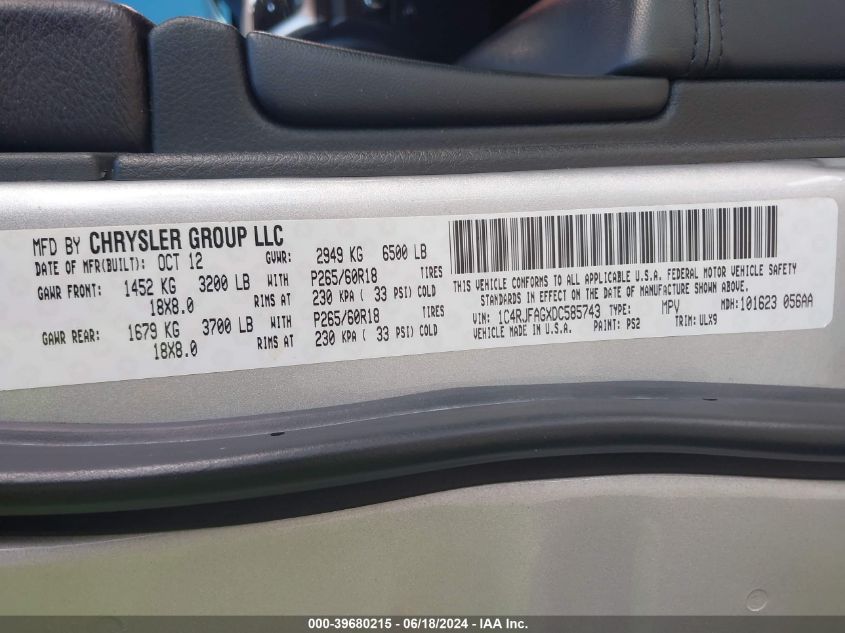 MFD BY CHRYSLER GROUP LLC
DATE OF MFR(BUILT): OCT 12 GVWR: 2949 KG 6500 LB
GAWR FRONT: 1452 KG 3200 LB WITH P265/60R18 TIRES
18X8.0 RIMS AT 230 KPA ( 33 PSI) COLD
GAWR REAR: 1679 KG 3700 LB WITH P265/60R18 TIRES
18X8.0 RIMS AT 230 KPA ( 33 PSI) COLD
THIS VEHICLE CONFORMS TO ALL APPLICABLE U.S.A. FEDERAL MOTOR VEHICLE SAFETY
STANDARDS IN EFFECT ON THE DATE OF MANUFACTURE SHOWN ABOVE.
VIN: 1C4RJFAGXDC585743 TYPE: MPV MDH: 101623 056AA
VEHICLE MADE IN U.S.A. PAINT: PS2 TRIM: ULX9
000-39680215 - 06/18/2024 - IAAI Inc.